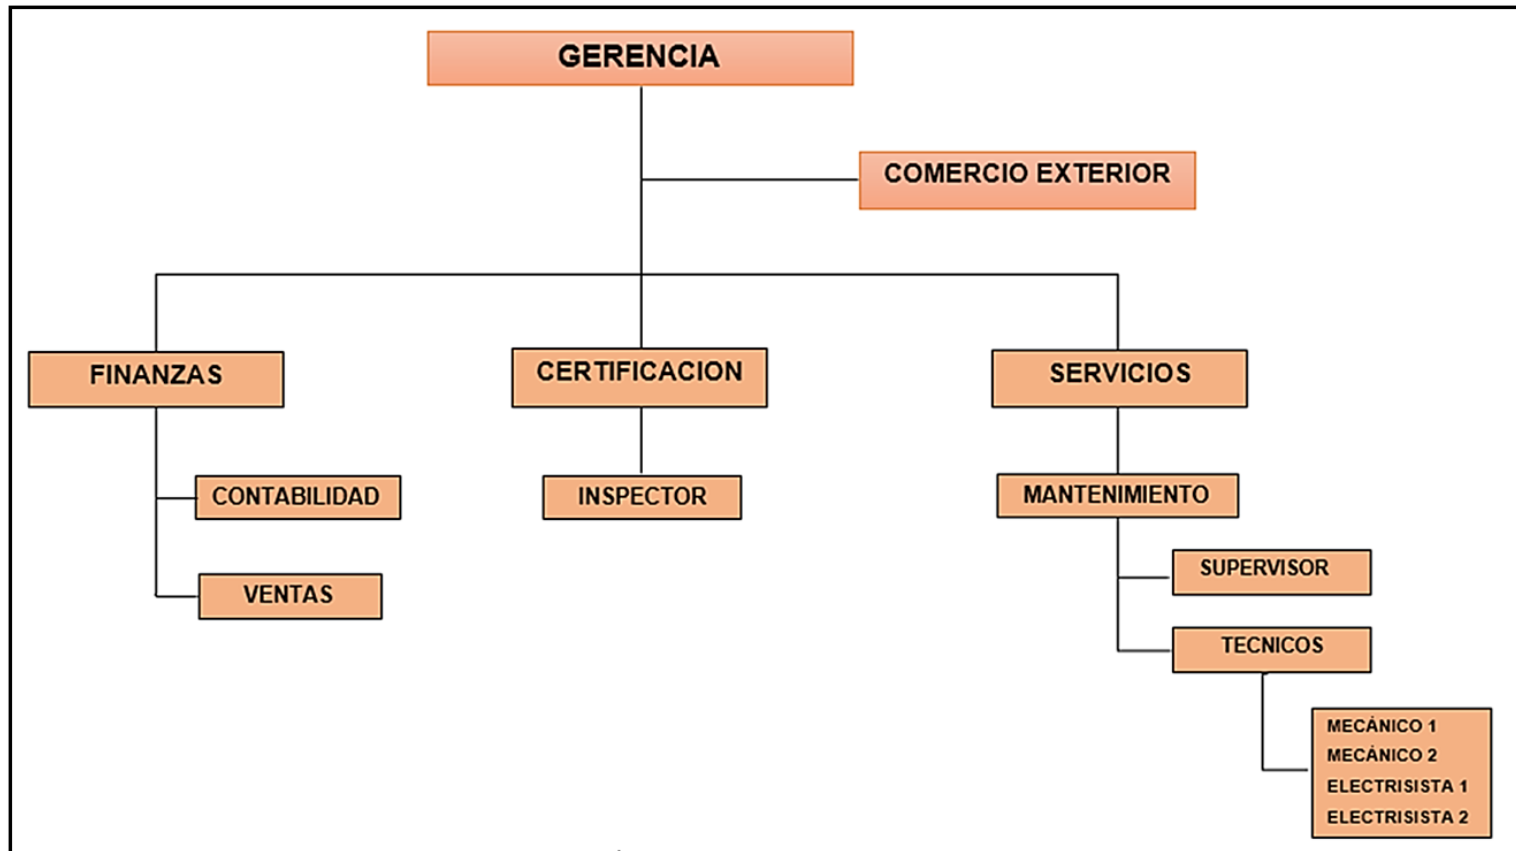 GERENCIA
COMERCIO EXTERIOR
FINANZAS
CERTIFICACION
SERVICIOS
CONTABILIDAD
INSPECTOR
MANTENIMIENTO
VENTAS
SUPERVISOR
TECNICOS
MECÁNICO 1
MECÁNICO 2
ELECTRISISTA 1
ELECTRISISTA 2